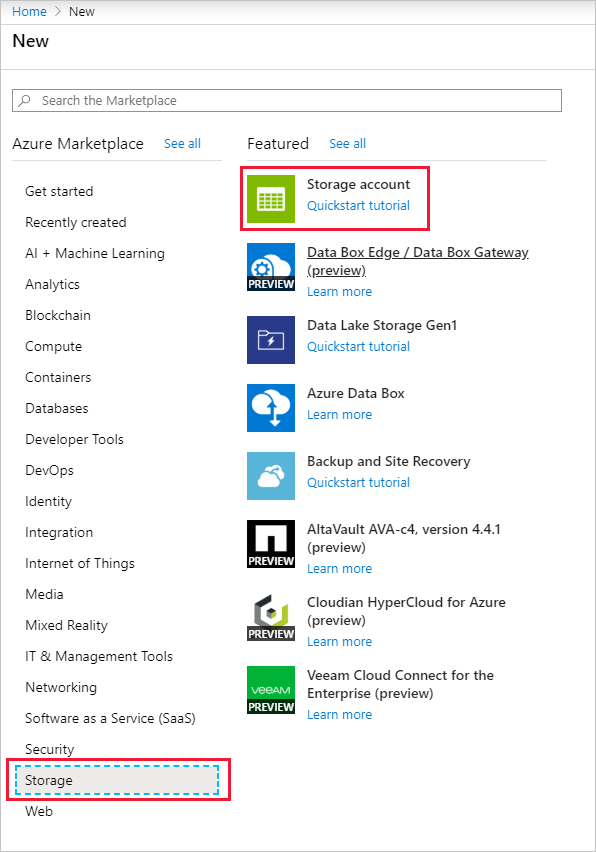 Home > New
New
Search the Marketplace
Azure Marketplace See all
Get started
Recently created
AI + Machine Learning
Analytics
Blockchain
Compute
Containers
Databases
Developer Tools
DevOps
Identity
Integration
Internet of Things
Media
Mixed Reality
IT & Management Tools
Networking
Software as a Service (SaaS)
Security
Storage
Web
Featured See all
Storage account
Quickstart tutorial
Data Box Edge / Data Box Gateway
(preview)
PREVIEW
Learn more
Data Lake Storage Gen1
Quickstart tutorial
Azure Data Box
Learn more
Backup and Site Recovery
Quickstart tutorial
AltaVault AVA-c4, version 4.4.1
(preview)
PREVIEW
Learn more
Cloudian HyperCloud for Azure
(preview)
PREVIEW
Learn more
Veeam Cloud Connect for the
Enterprise (preview)
veeAM
PREVIEW
Learn more